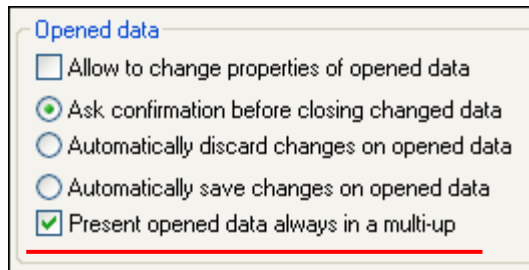 Opened data
Allow to change properties of opened data
Ask confirmation before closing changed data
Automatically discard changes on opened data
Automatically save changes on opened data
Present opened data always in a multi-up